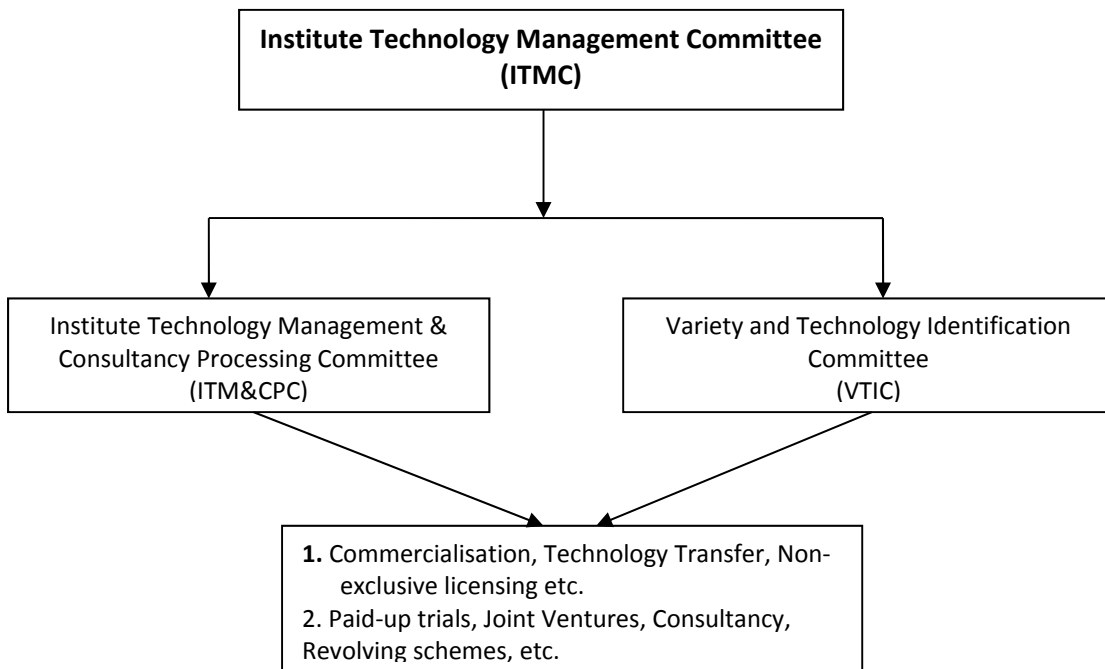 Institute Technology Management Committee
(ITMC)
Institute Technology Management &
Consultancy Processing Committee
(ITM&CPC)
Variety and Technology Identification
Committee
(VTIC)
1. Commercialisation, Technology Transfer, Non-
exclusive licensing etc.
2. Paid-up trials, Joint Ventures, Consultancy,
Revolving schemes, etc.